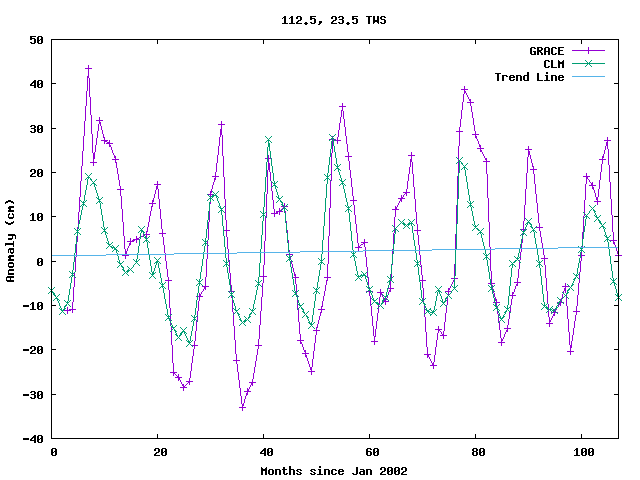 112.5, 23.5 TWS
GRACE
CLM
Trend Line
Anomaly (cm)
50
40
30
20
10
0
-10
-20
-30
-40
0 20 40 60 80 100
Months since Jan 2002